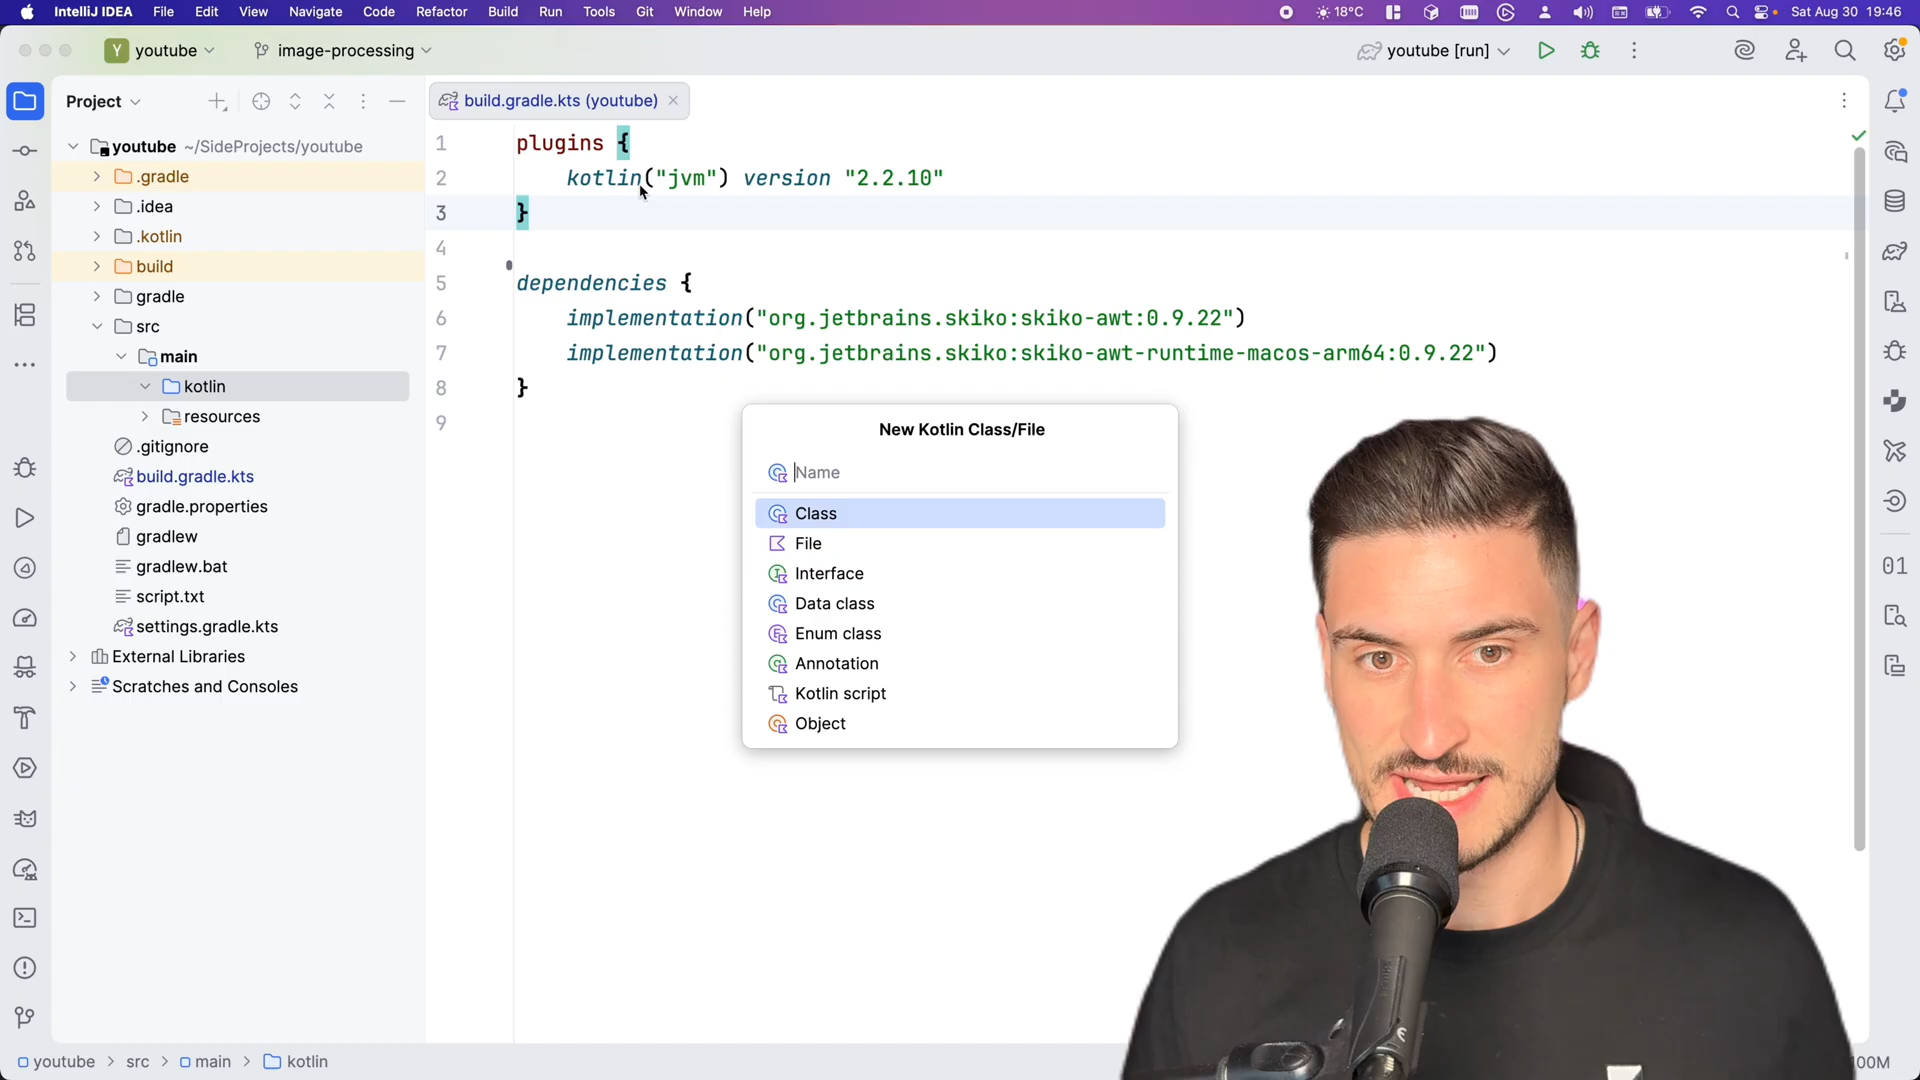 IntelliJ IDEA File Edit View Navigate Code Refactor Build Run Tools Git Window Help 18°C Sat Aug 30 19:46
Y youtube image-processing youtube [run]
Project
build.gradle.kts (youtube)
youtube ~/SideProjects/youtube
.gradle
.idea
.kotlin
build
gradle
src
main
kotlin
resources
.gitignore
build.gradle.kts
gradle.properties
gradlew
gradlew.bat
script.txt
settings.gradle.kts
External Libraries
Scratches and Consoles
1 plugins {
2 kotlin("jvm") version "2.2.10"
3 }
4
5 dependencies {
6 implementation("org.jetbrains.skiko:skiko-awt:0.9.22")
7 implementation("org.jetbrains.skiko:skiko-awt-runtime-macos-arm64:0.9.22")
8 }
9
New Kotlin Class/File
Name
Class
File
Interface
Data class
Enum class
Annotation
Kotlin script
Object
01
youtube > src > main > kotlin